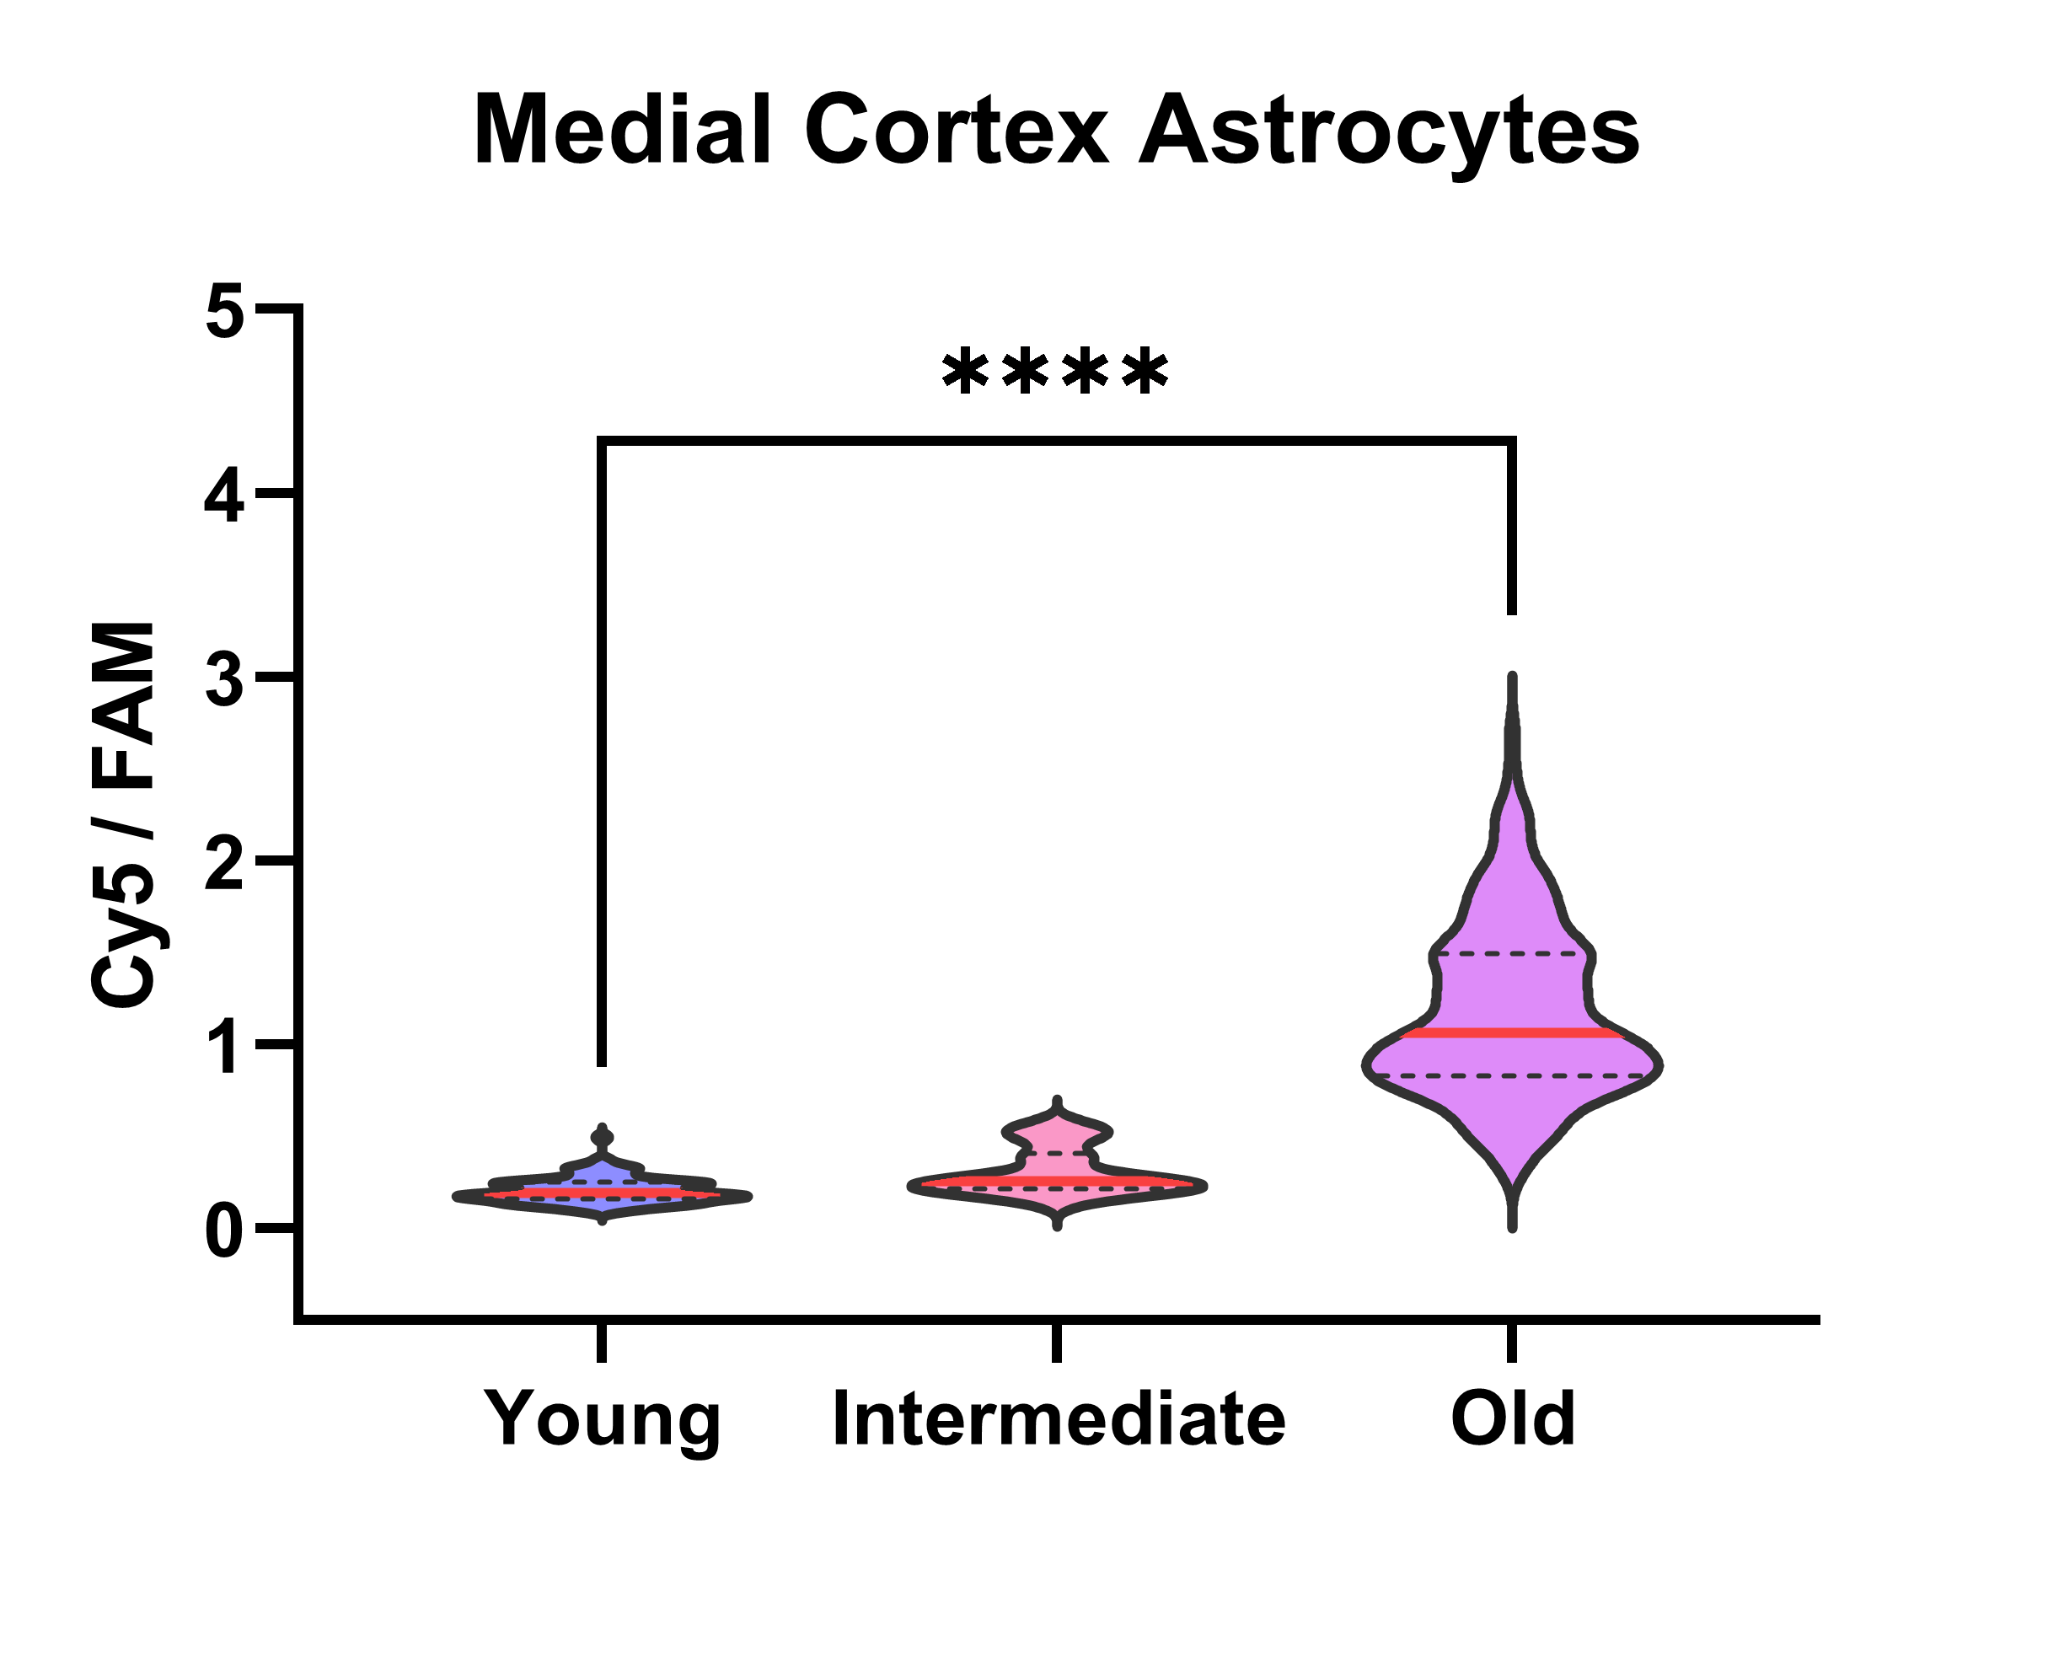 Medial Cortex Astrocytes
5
****
4
3
2
1
0
Cy5 / FAM
Young Intermediate Old